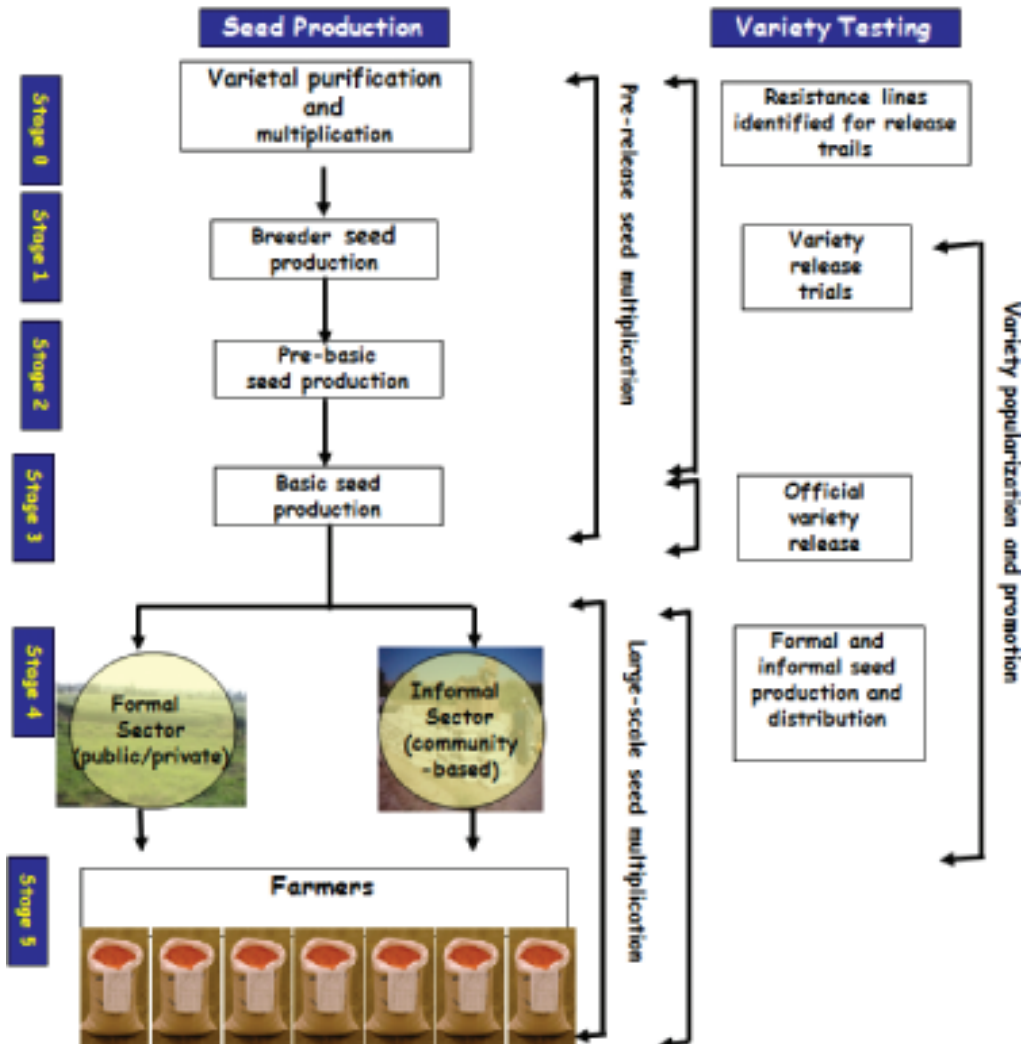 Seed Production
Variety Testing
Stage 0
Varietal purification
and
multiplication
Pre-release seed multiplication
Resistance lines
identified for release
trails
Stage 1
Breeder seed
production
Variety
release
trials
Stage 2
Pre-basic
seed production
Variety popularization and promotion
Stage 3
Basic seed
production
Official
variety
release
Stage 4
Formal
Sector
(public/private)
Informal
Sector
(community
-based)
Large-scale seed multiplication
Formal and
informal seed
production and
distribution
Stage 5
Farmers